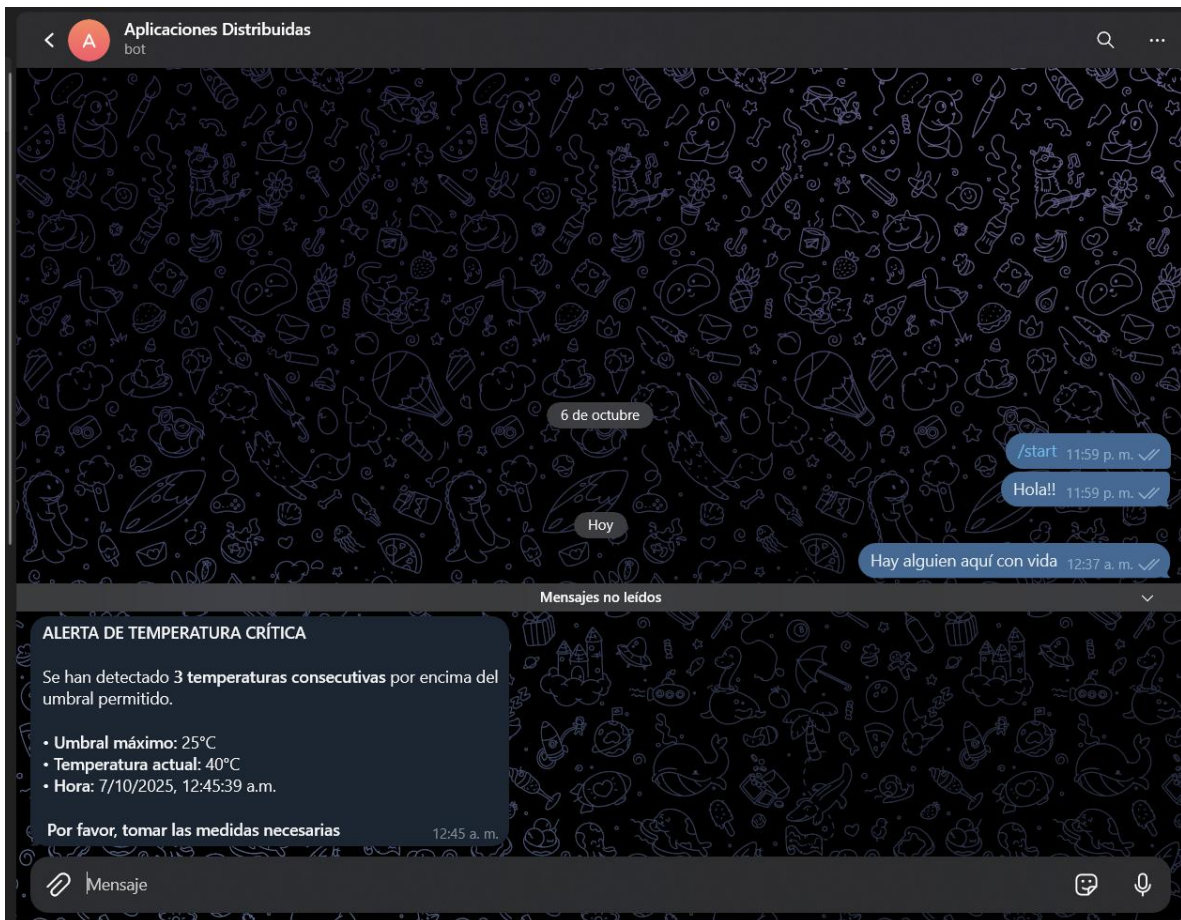 Aplicaciones Distribuidas
A
bot
6 de octubre
/start 11:59 p. m.
Hola!! 11:59 p. m.
Hoy
Hay alguien aquí con vida 12:37 a. m.
Mensajes no leídos
ALERTA DE TEMPERATURA CRÍTICA
Se han detectado 3 temperaturas consecutivas por encima del
umbral permitido.
• Umbral máximo: 25°C
• Temperatura actual: 40°C
• Hora: 7/10/2025, 12:45:39 a.m.
Por favor, tomar las medidas necesarias 12:45 a. m.
Mensaje